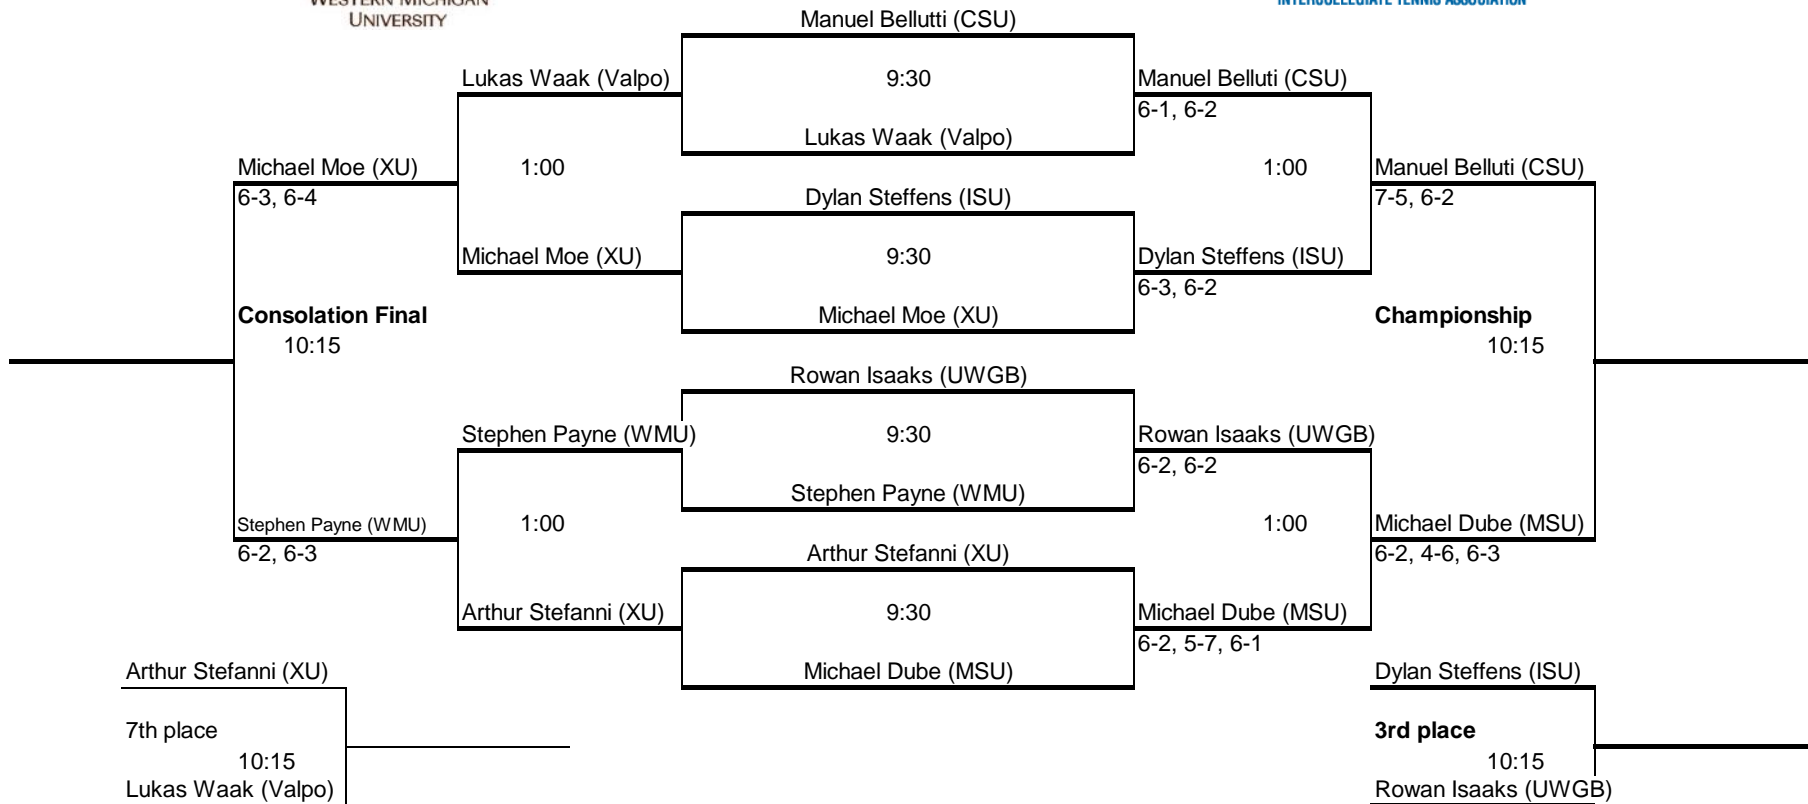 WESTERN MICHIGAN
UNIVERSITY
INTERCOLLEGIATE TENNIS ASSOCIATION
Manuel Bellutti (CSU)
Lukas Waak (Valpo)
9:30
Manuel Belluti (CSU)
6-1, 6-2
Lukas Waak (Valpo)
Michael Moe (XU)
1:00
1:00
Manuel Belluti (CSU)
6-3, 6-4
Dylan Steffens (ISU)
7-5, 6-2
Michael Moe (XU)
9:30
Dylan Steffens (ISU)
6-3, 6-2
Consolation Final
Michael Moe (XU)
Championship
10:15
10:15
Rowan Isaaks (UWGB)
Stephen Payne (WMU)
9:30
Rowan Isaaks (UWGB)
6-2, 6-2
Stephen Payne (WMU)
Stephen Payne (WMU)
1:00
1:00
Michael Dube (MSU)
6-2, 6-3
Arthur Stefanni (XU)
6-2, 4-6, 6-3
Arthur Stefanni (XU)
9:30
Michael Dube (MSU)
6-2, 5-7, 6-1
Arthur Stefanni (XU)
Michael Dube (MSU)
Dylan Steffens (ISU)
7th place
3rd place
10:15
10:15
Lukas Waak (Valpo)
Rowan Isaaks (UWGB)